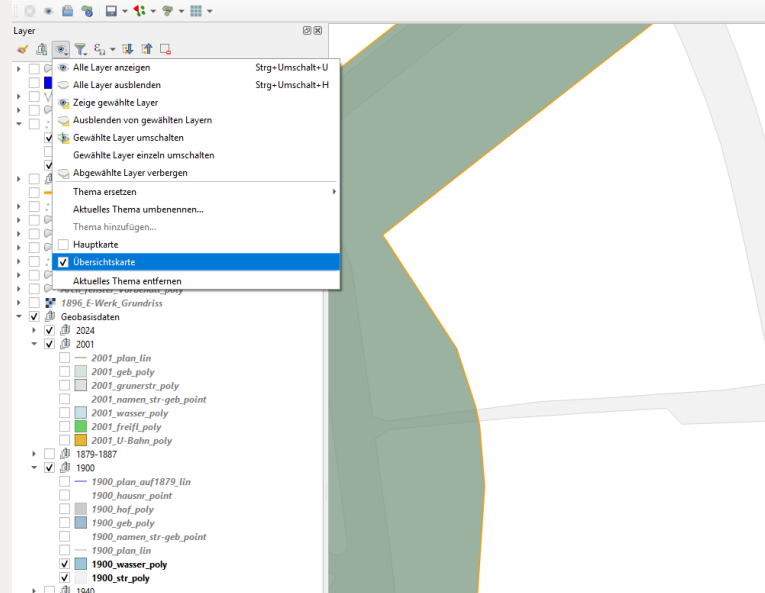 Layer
Alle Layer anzeigen Strg+Umschalt+U
Alle Layer ausblenden Strg+Umschalt+H
Zeige gewählte Layer
Ausblenden von gewählten Layern
Gewählte Layer umschalten
Gewählte Layer einzeln umschalten
Abgewählte Layer verbergen
Thema ersetzen
Aktuelles Thema umbenennen...
Thema hinzufügen...
Hauptkarte
Übersichtskarte
Aktuelles Thema entfernen
1896_E-Werk_Grundriss
Geobasisdaten
2024
2001
2001_plan_lin
2001_geb_poly
2001_grunerstr_poly
2001_namen_str-geb_point
2001_wasser_poly
2001_freifl_poly
2001_U-Bahn_poly
1879-1887
1900
1900_plan_auf1879_lin
1900_hausnr_point
1900_hof_poly
1900_geb_poly
1900_namen_str-geb_point
1900_plan_lin
1900_wasser_poly
1900_str_poly
1940